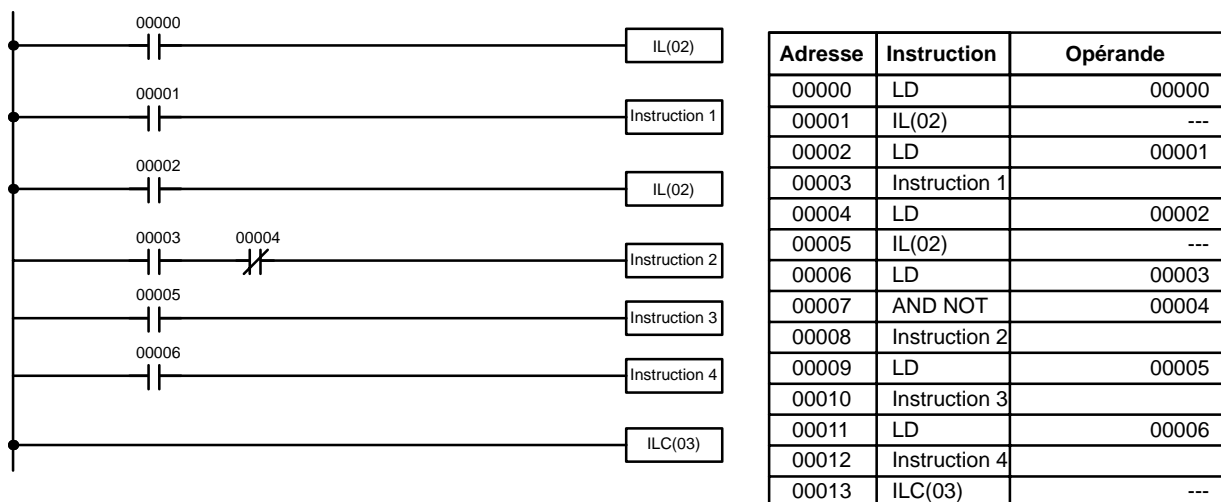 00000
IL(02)
00001
Instruction 1
00002
IL(02)
00003 00004
Instruction 2
00005
Instruction 3
00006
Instruction 4
ILC(03)
Adresse Instruction Opérande
00000 LD 00000
00001 IL(02) ---
00002 LD 00001
00003 Instruction 1
00004 LD 00002
00005 IL(02) ---
00006 LD 00003
00007 AND NOT 00004
00008 Instruction 2
00009 LD 00005
00010 Instruction 3
00011 LD 00006
00012 Instruction 4
00013 ILC(03) ---